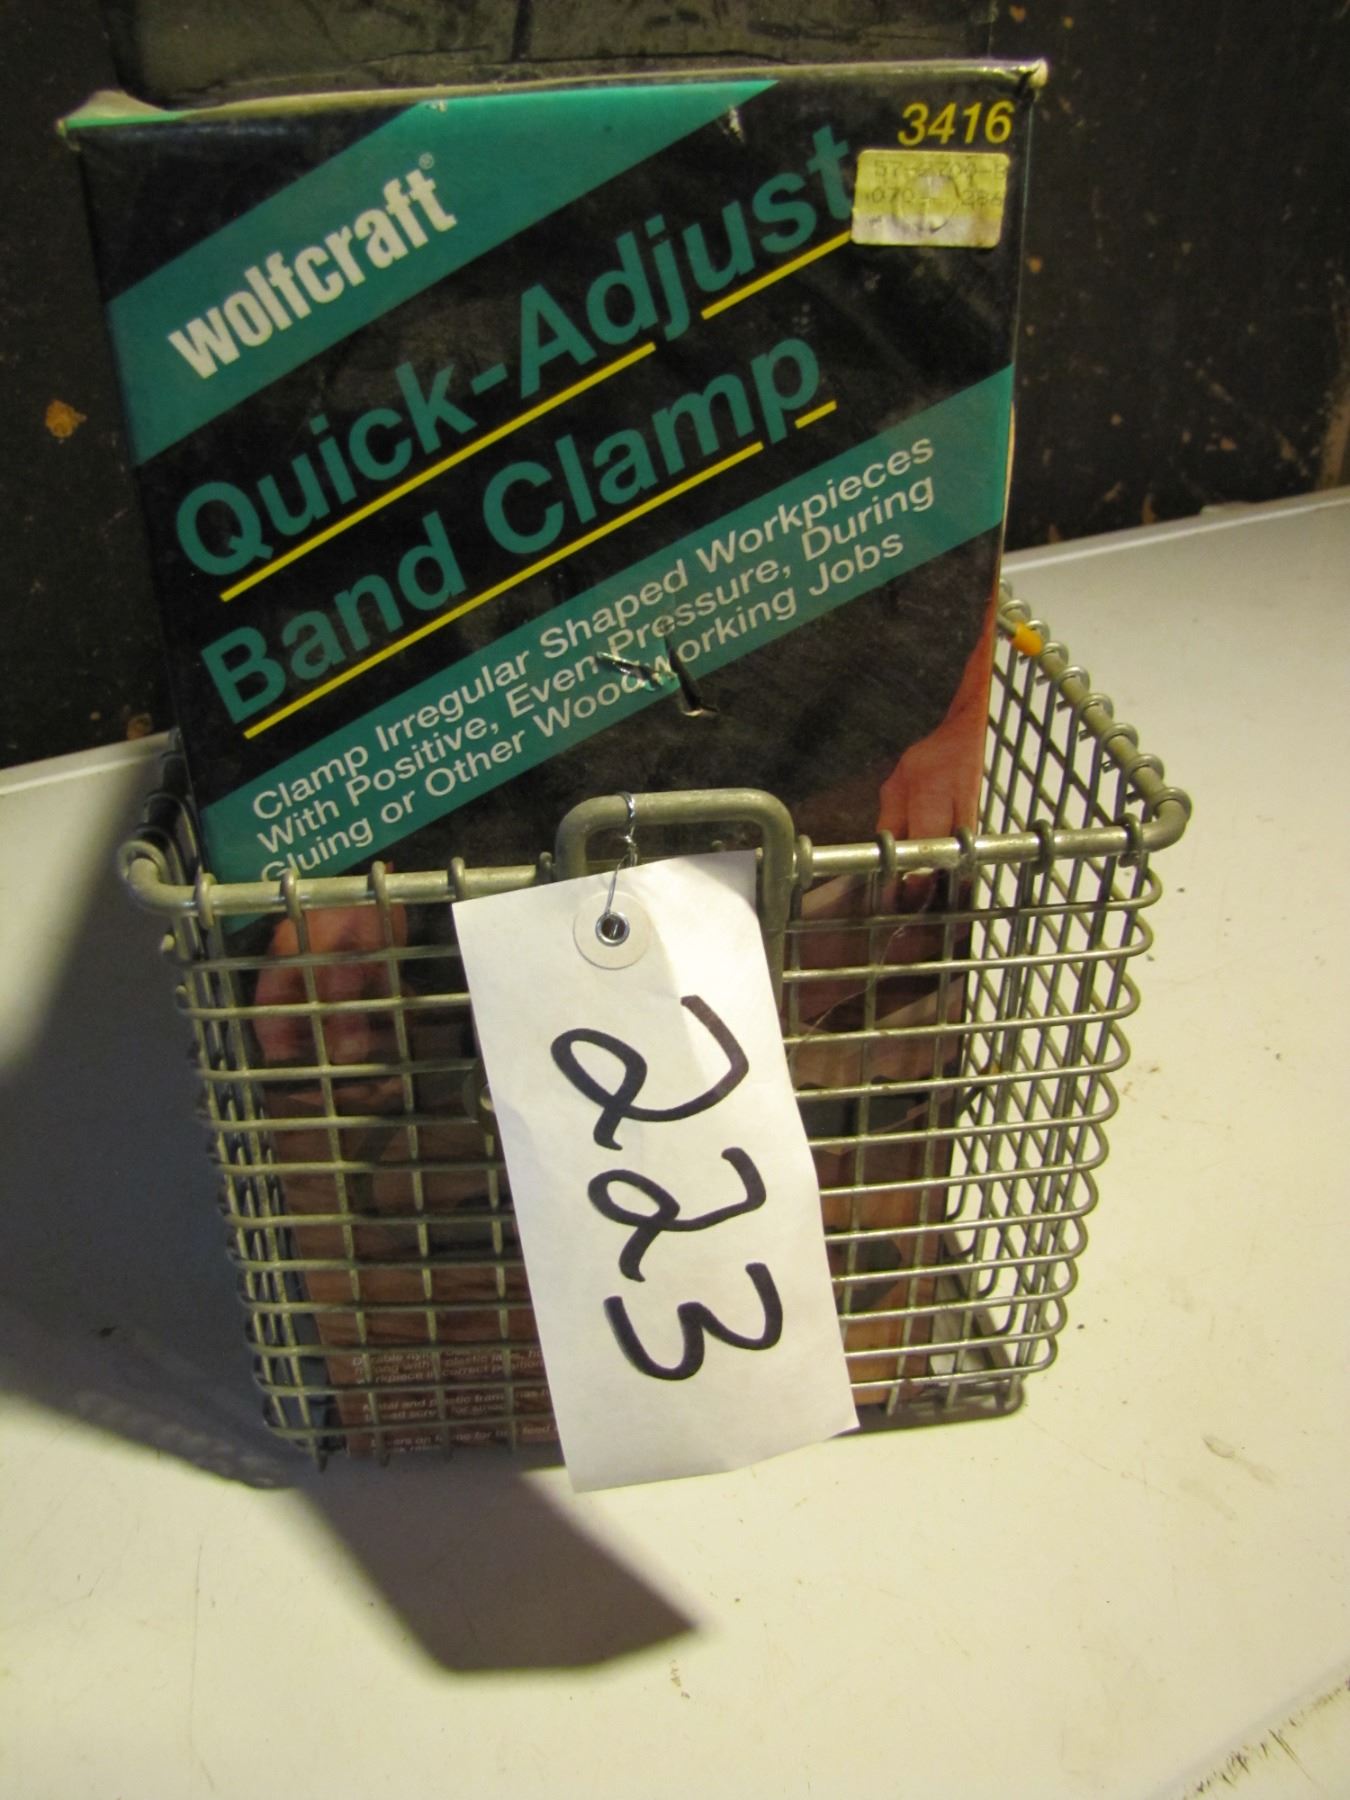 wolfcraft®
3416
Quick-Adjust
Band Clamp
Clamp Irregular Shaped Workpieces
With Positive, Even Pressure, During
Gluing or Other Woodworking Jobs
223